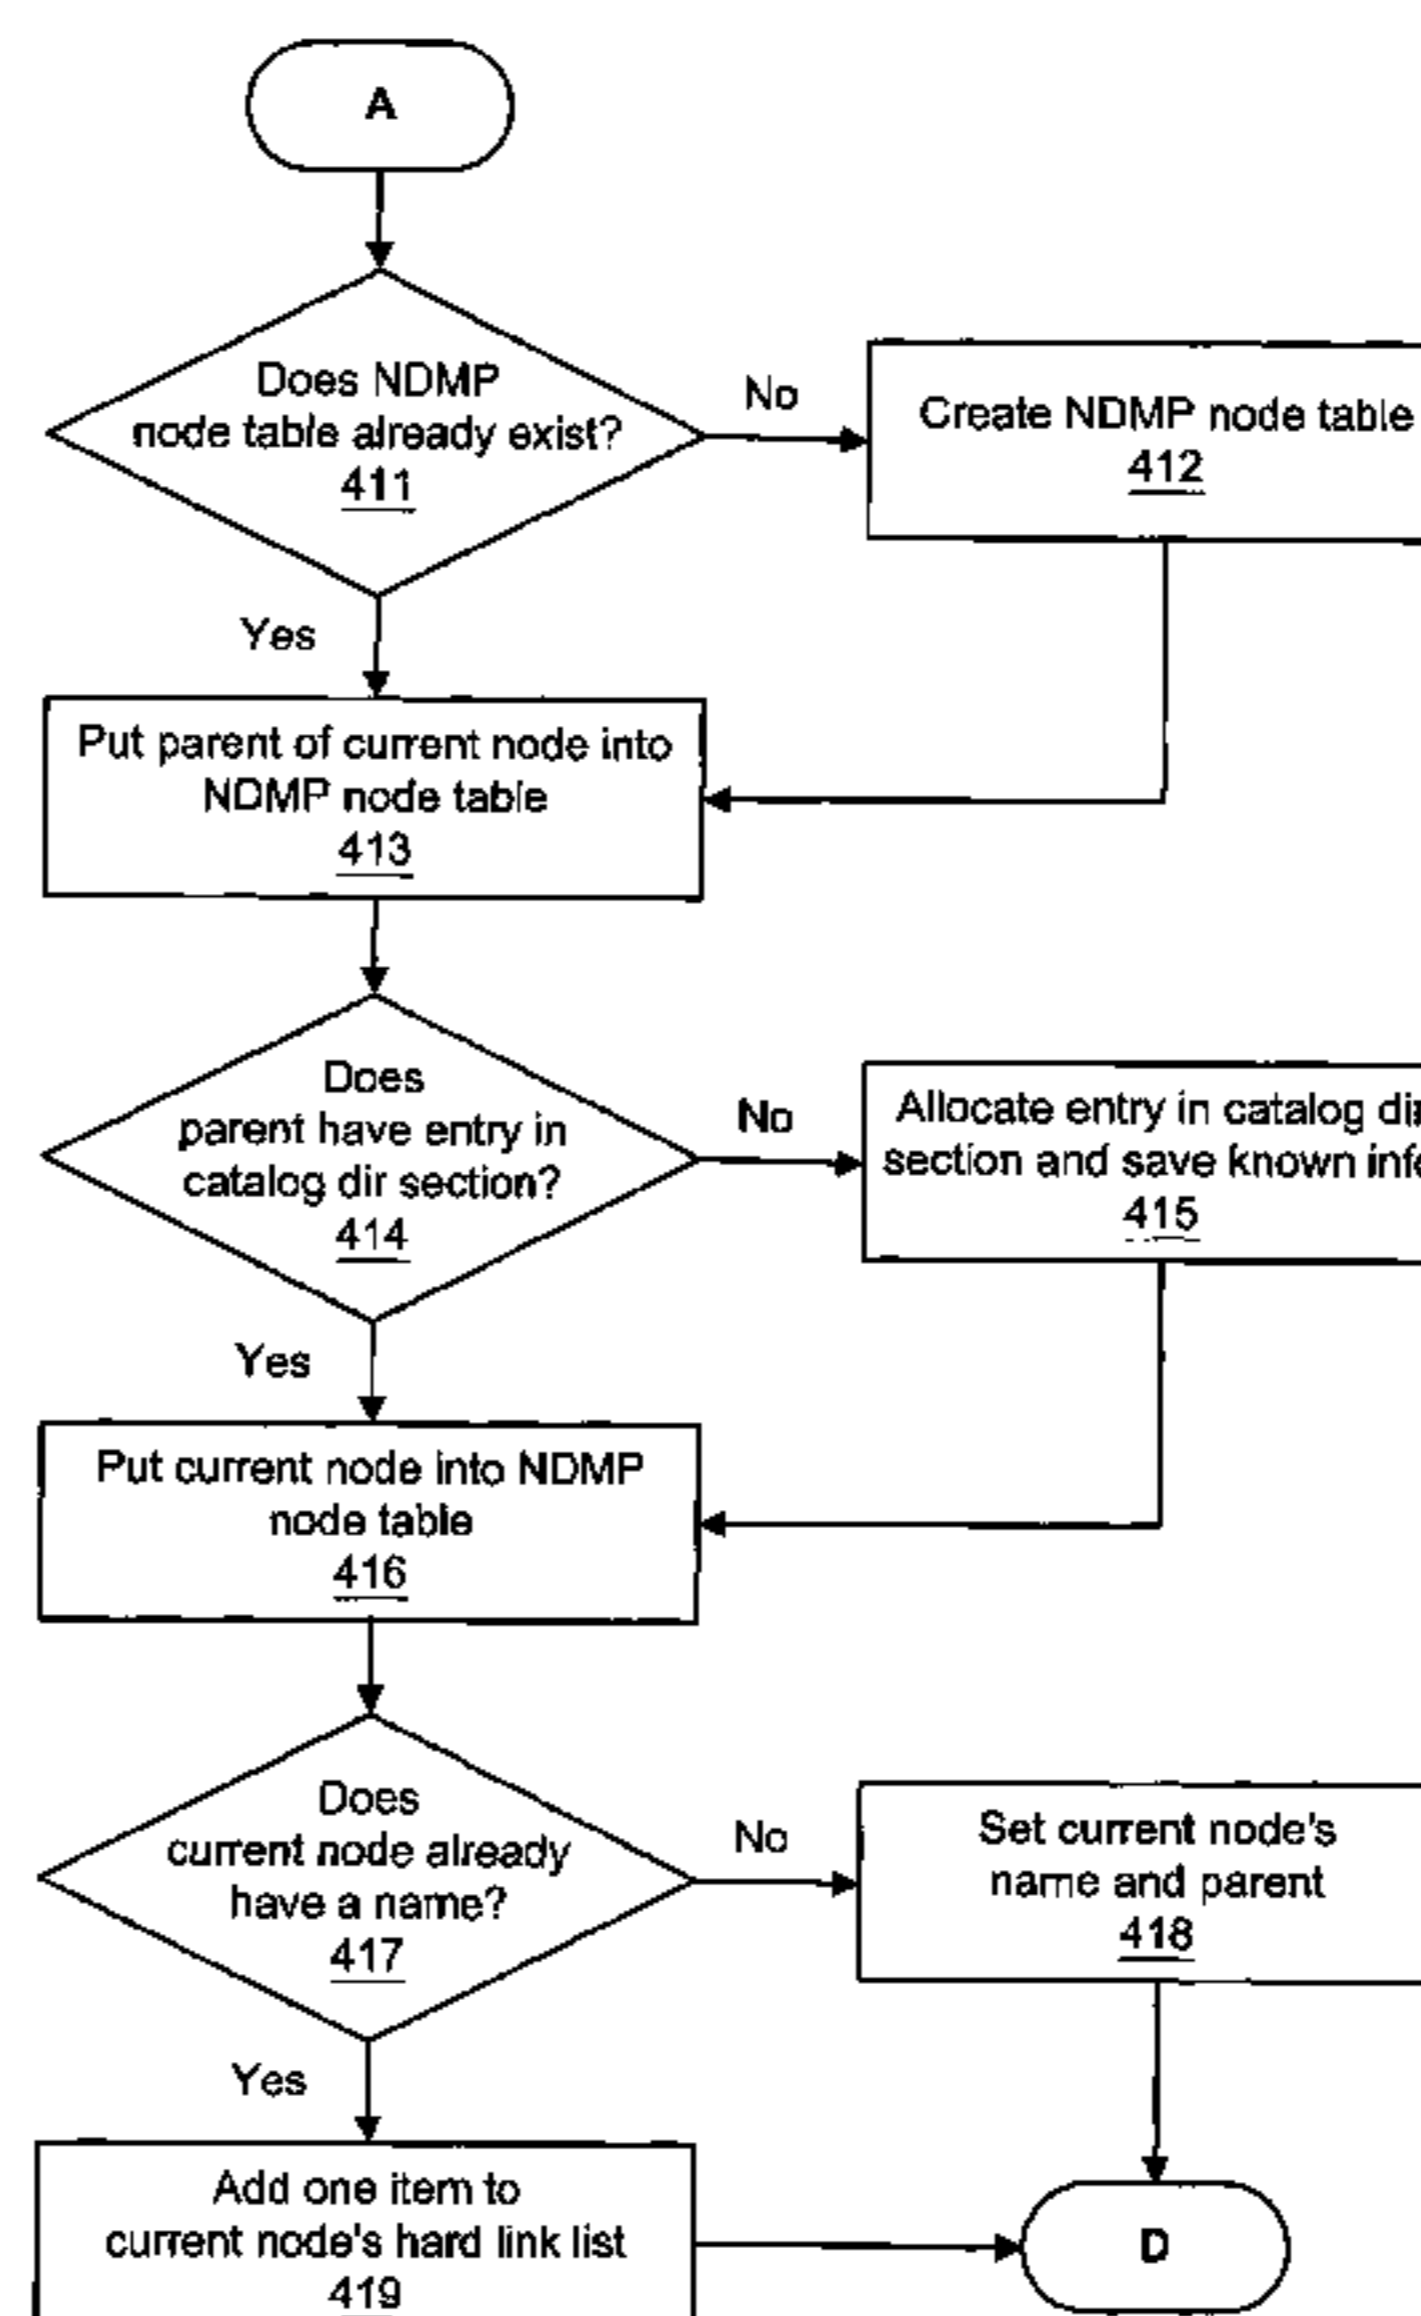 A
Does NDMP
node table already exist?
411
No
Create NDMP node table
412
Yes
Put parent of current node into
NDMP node table
413
Does
parent have entry in
catalog dir section?
414
No
Allocate entry in catalog dir
section and save known
415
Yes
Put current node into NDMP
node table
416
Does
current node already
have a name?
417
No
Set current node's
name and parent
418
Yes
Add one item to
current node's hard link list
419
D